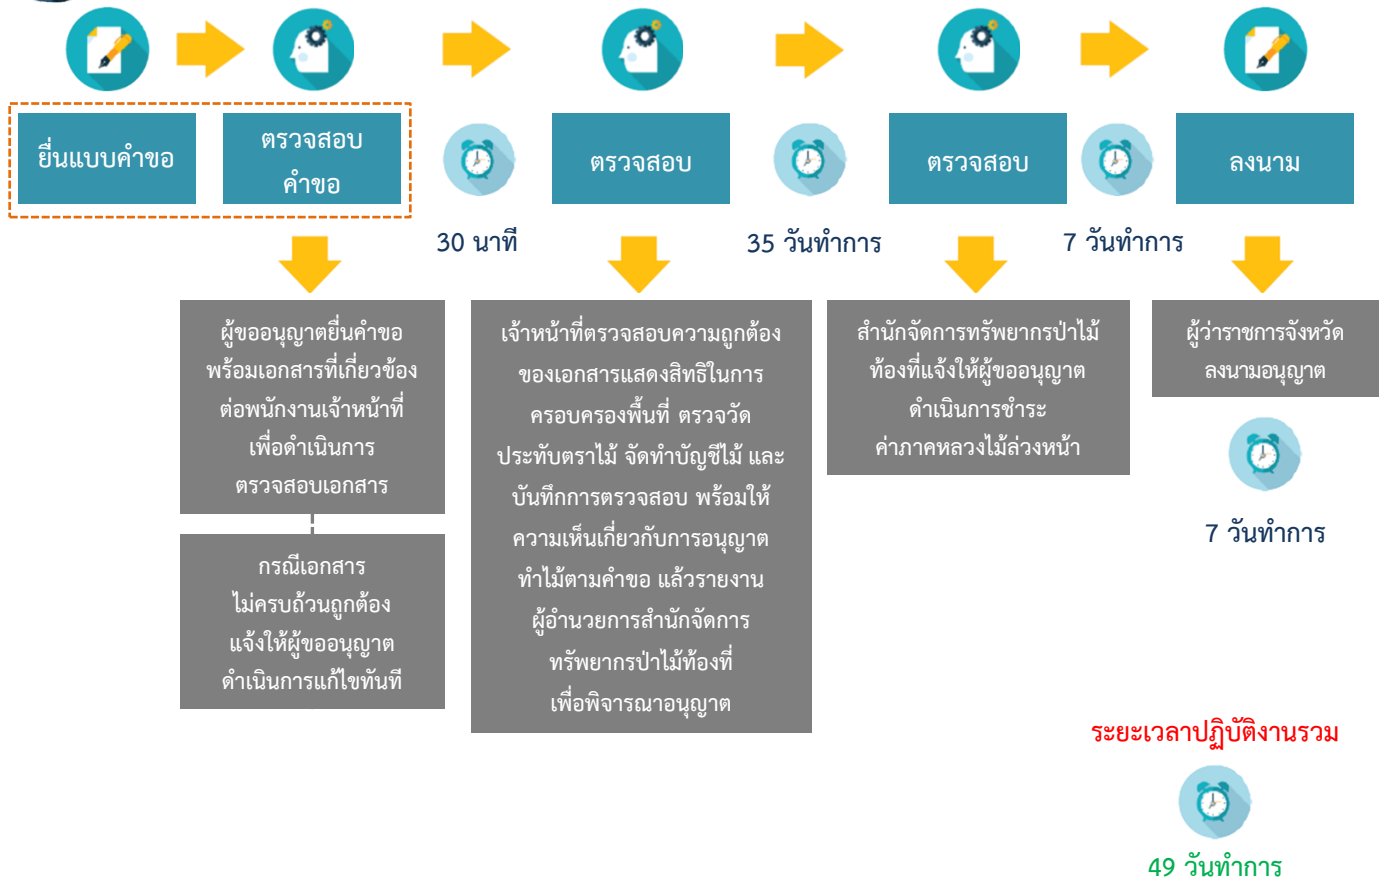 ยื่นแบบคำขอ
ตรวจสอบ
คำขอ
ตรวจสอบ
ตรวจสอบ
ลงนาม
30 นาที
35 วันทำการ
7 วันทำการ
ผู้ขออนุญาตยื่นคำขอ
พร้อมเอกสารที่เกี่ยวข้อง
ต่อพนักงานเจ้าหน้าที่
เพื่อดำเนินการ
ตรวจสอบเอกสาร
กรณีเอกสาร
ไม่ครบถ้วนถูกต้อง
แจ้งให้ผู้ขออนุญาต
ดำเนินการแก้ไขทันที
เจ้าหน้าที่ตรวจสอบความถูกต้อง
ของเอกสารแสดงสิทธิในการ
ครอบครองพื้นที่ ตรวจวัด
ประทับตราไม้ จัดทำบัญชีไม้ และ
บันทึกการตรวจสอบ พร้อมให้
ความเห็นเกี่ยวกับการอนุญาต
ทำไม้ตามคำขอ แล้วรายงาน
ผู้อำนวยการสำนักจัดการ
ทรัพยากรป่าไม้ท้องที่
เพื่อพิจารณาอนุญาต
สำนักจัดการทรัพยากรป่าไม้
ท้องที่แจ้งให้ผู้ขออนุญาต
ดำเนินการชำระ
ค่าภาคหลวงไม้ล่วงหน้า
ผู้ว่าราชการจังหวัด
ลงนามอนุญาต
7 วันทำการ
ระยะเวลาปฏิบัติงานรวม
49 วันทำการ